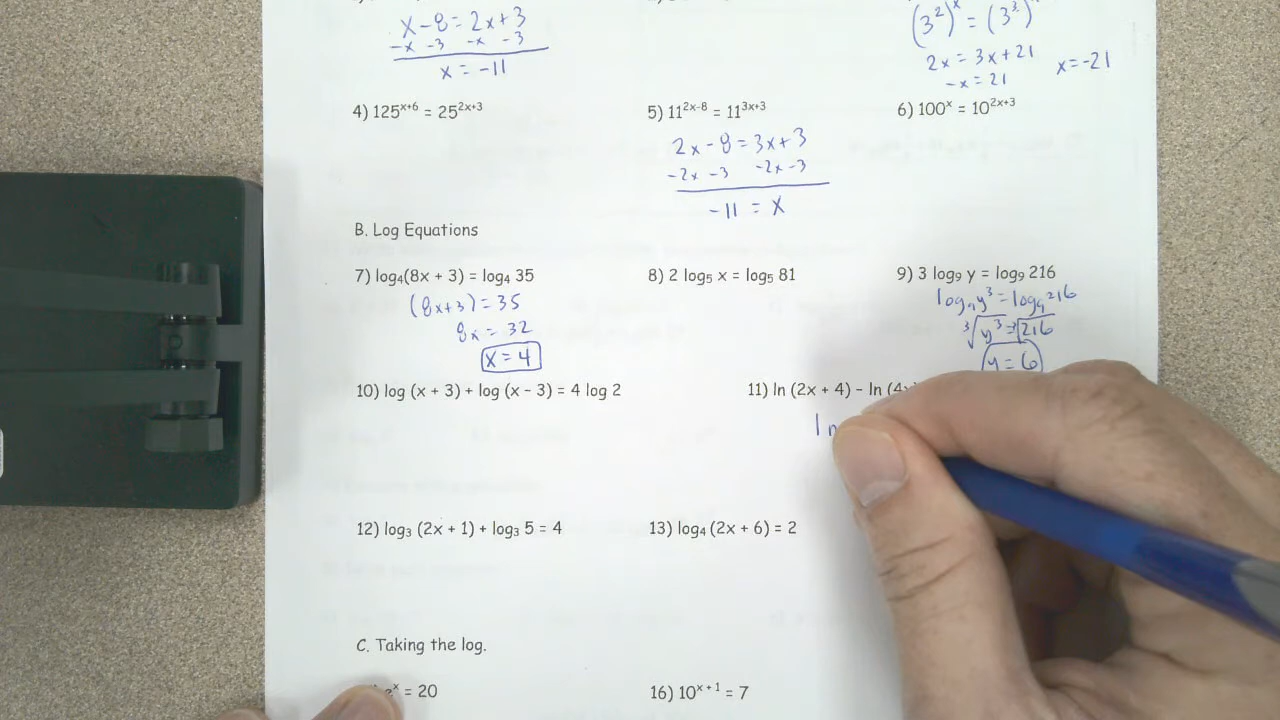 x-8 = 2x+3
-x -3 -x -3
x = -11
(3²)ˣ = (3³)
2x = 3x+21
-x = 21
x=-21
4) 125ˣ⁺⁶ = 25²ˣ⁺³
5) 11²ˣ⁻⁸ = 11³ˣ⁺³
6) 100ˣ = 10²ˣ⁺³
2x-8=3x+3
-2x -3 -2x-3
-11 = x
B. Log Equations
7) log₄(8x + 3) = log₄ 35
8) 2 log₅ x = log₅ 81
9) 3 log₉ y = log₉ 216
(8x+3) = 35
8x = 32
x = 4
log₉y³ = log₉216
³√y³ = ³√216
y = 6
10) log (x + 3) + log (x - 3) = 4 log 2
11) ln (2x + 4) - ln (4x
ln
12) log₃ (2x + 1) + log₃ 5 = 4
13) log₄ (2x + 6) = 2
C. Taking the log.
eˣ = 20
16) 10ˣ⁺¹ = 7